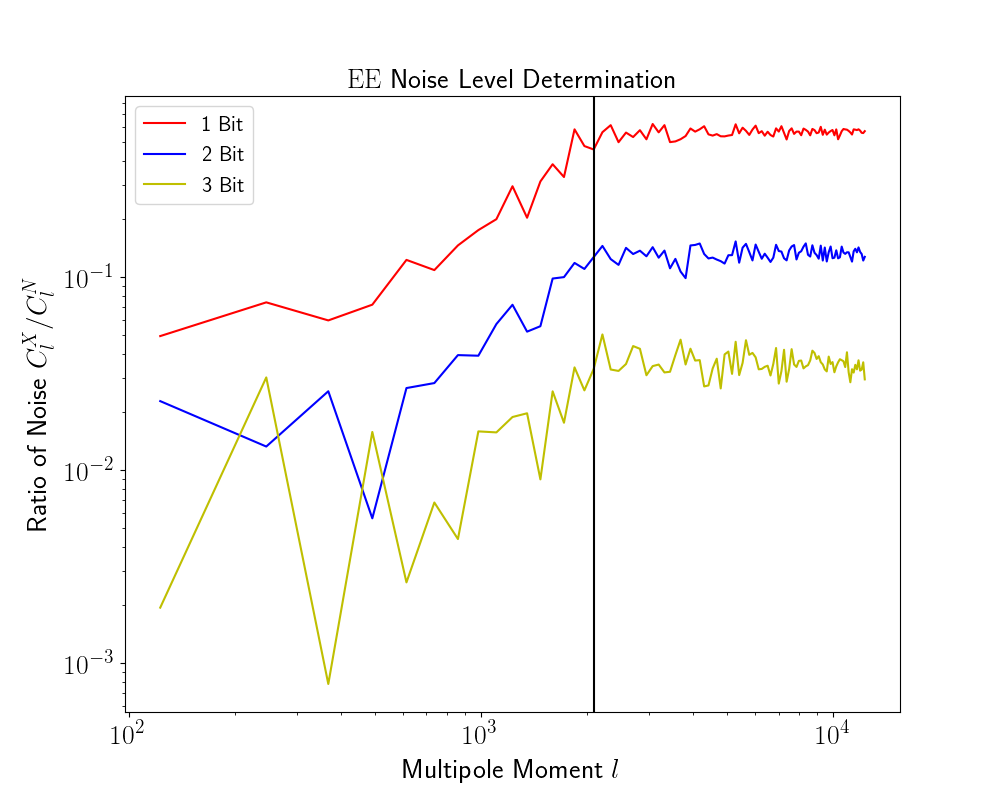 EE Noise Level Determination
1 Bit
2 Bit
3 Bit
Ratio of Noise $C_l^X/C_l^N$
10^{-1}
10^{-2}
10^{-3}
10^2
10^3
10^4
Multipole Moment $l$